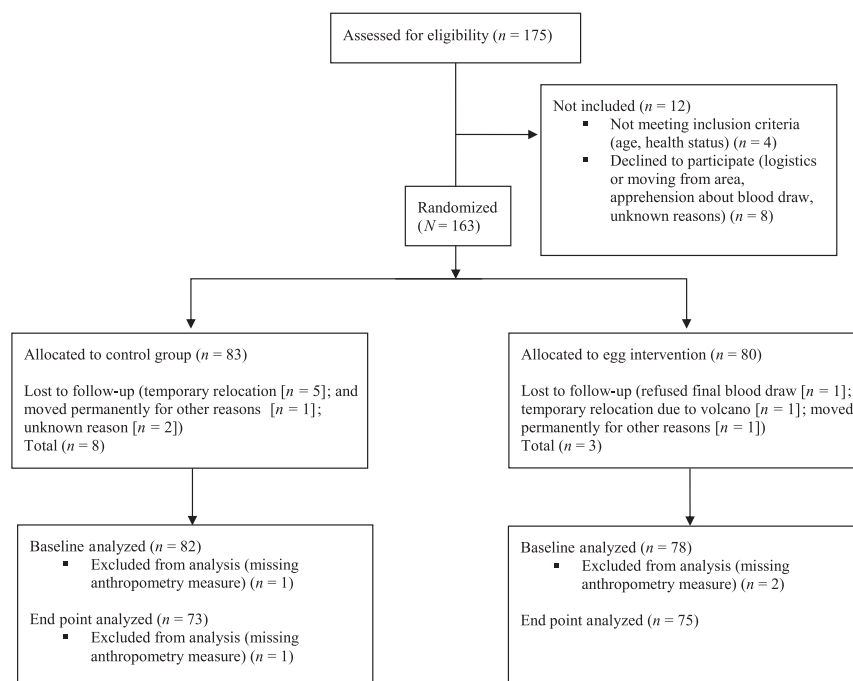 Assessed for eligibility (n = 175)
Not included (n = 12)
▪ Not meeting inclusion criteria
(age, health status) (n = 4)
▪ Declined to participate (logistics
or moving from area,
apprehension about blood draw,
unknown reasons) (n = 8)
Randomized
(N = 163)
Allocated to control group (n = 83)
Lost to follow-up (temporary relocation [n = 5]; and
moved permanently for other reasons [n = 1];
unknown reason [n = 2])
Total (n = 8)
Allocated to egg intervention (n = 80)
Lost to follow-up (refused final blood draw [n = 1];
temporary relocation due to volcano [n = 1]; moved
permanently for other reasons [n = 1])
Total (n = 3)
Baseline analyzed (n = 82)
▪ Excluded from analysis (missing
anthropometry measure) (n = 1)
End point analyzed (n = 73)
▪ Excluded from analysis (missing
anthropometry measure) (n = 1)
Baseline analyzed (n = 78)
▪ Excluded from analysis (missing
anthropometry measure) (n = 2)
End point analyzed (n = 75)